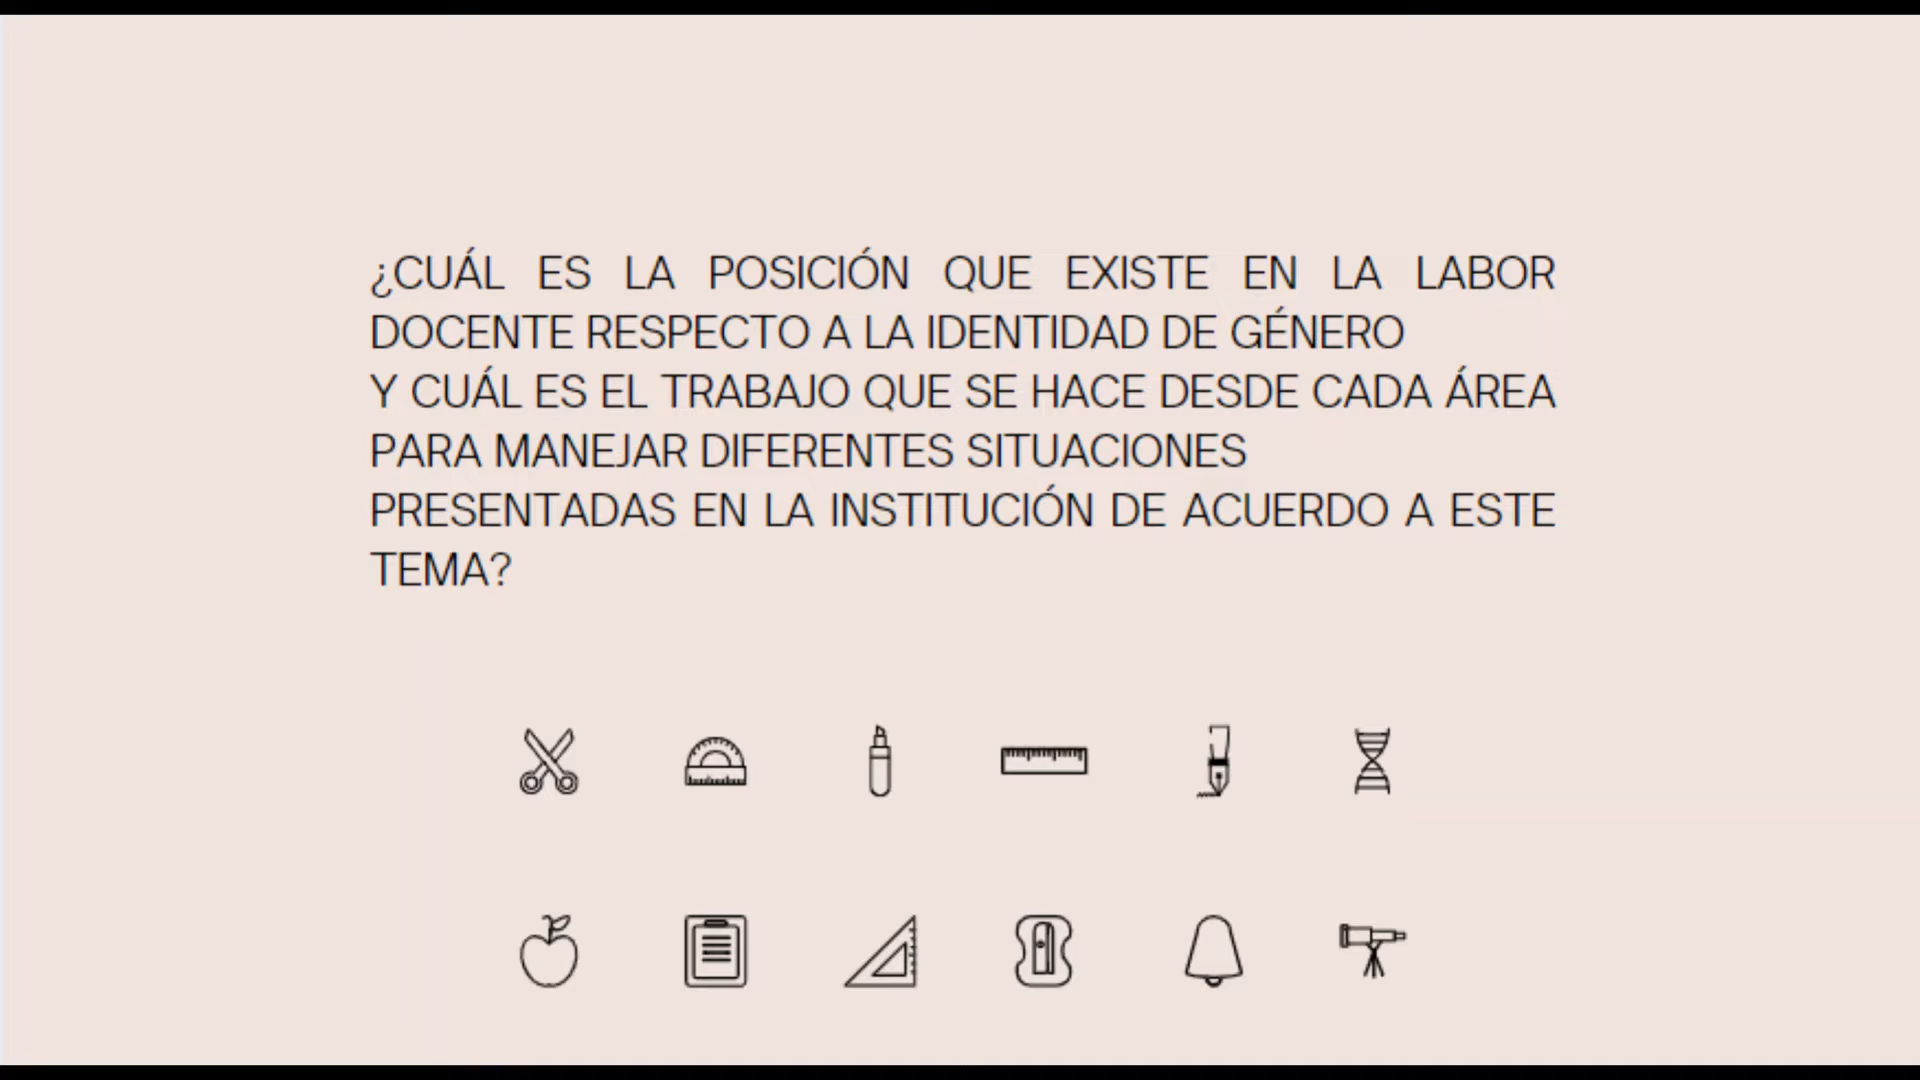 ¿CUÁL ES LA POSICIÓN QUE EXISTE EN LA LABOR
DOCENTE RESPECTO A LA IDENTIDAD DE GÉNERO
Y CUÁL ES EL TRABAJO QUE SE HACE DESDE CADA ÁREA
PARA MANEJAR DIFERENTES SITUACIONES
PRESENTADAS EN LA INSTITUCIÓN DE ACUERDO A ESTE
TEMA?